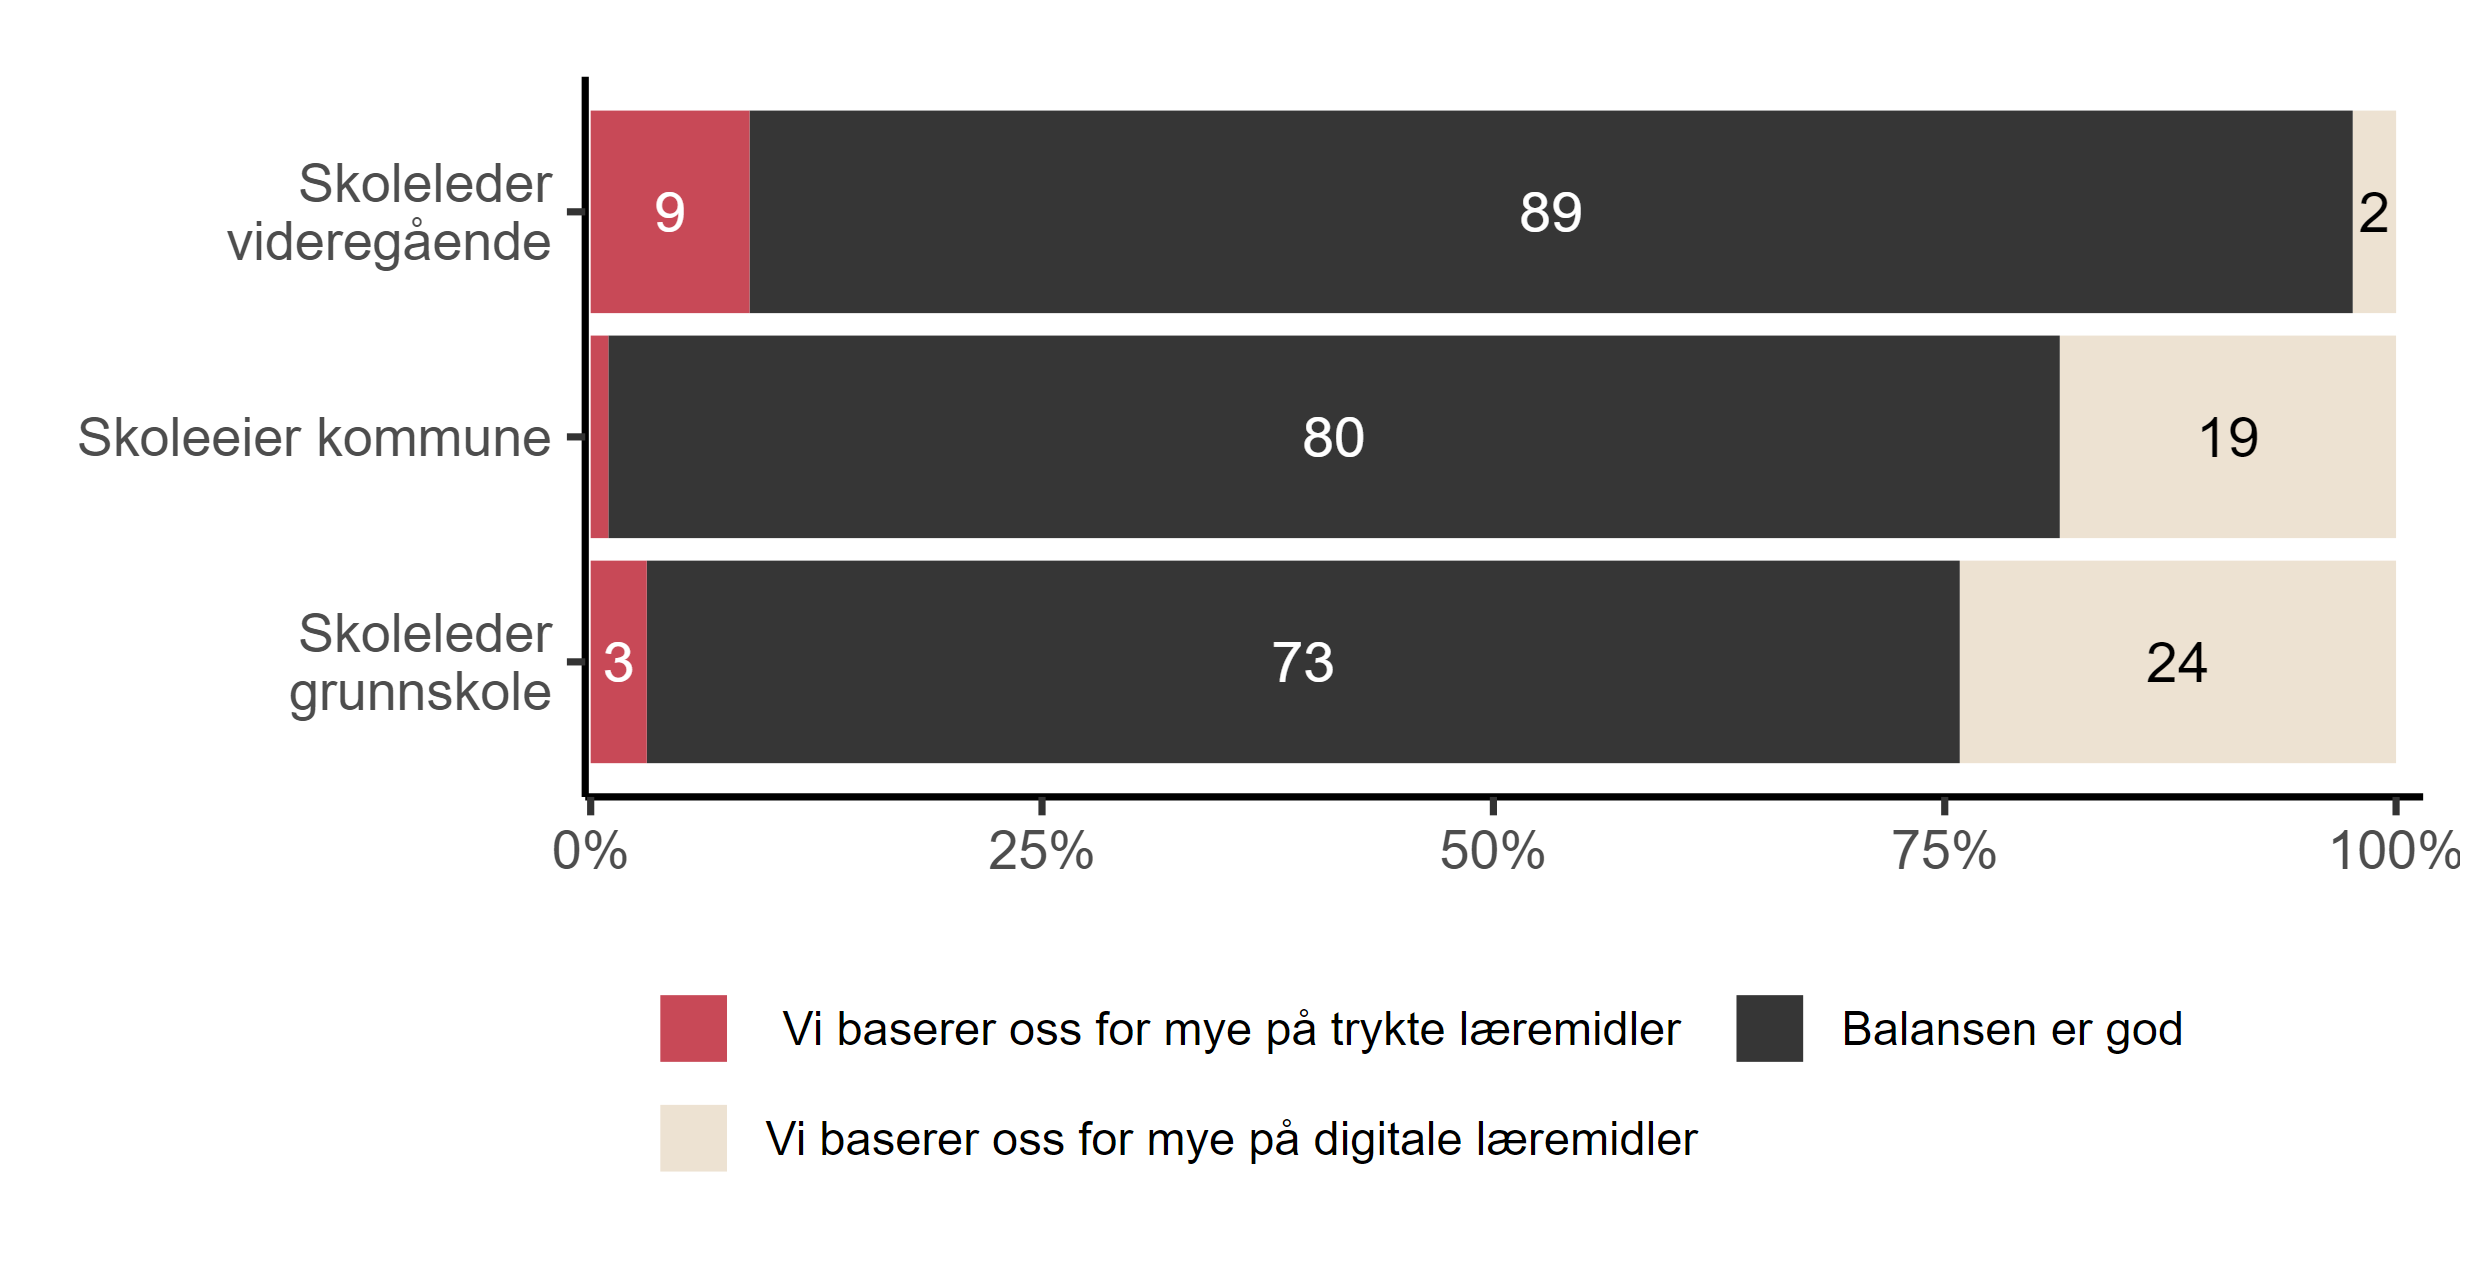 Skoleleder
videregående
9
89
2
Skoleeier kommune
80
19
Skoleleder
grunnskole
3
73
24
0%
25%
50%
75%
100%
Vi baserer oss for mye på trykte læremidler
Balansen er god
Vi baserer oss for mye på digitale læremidler